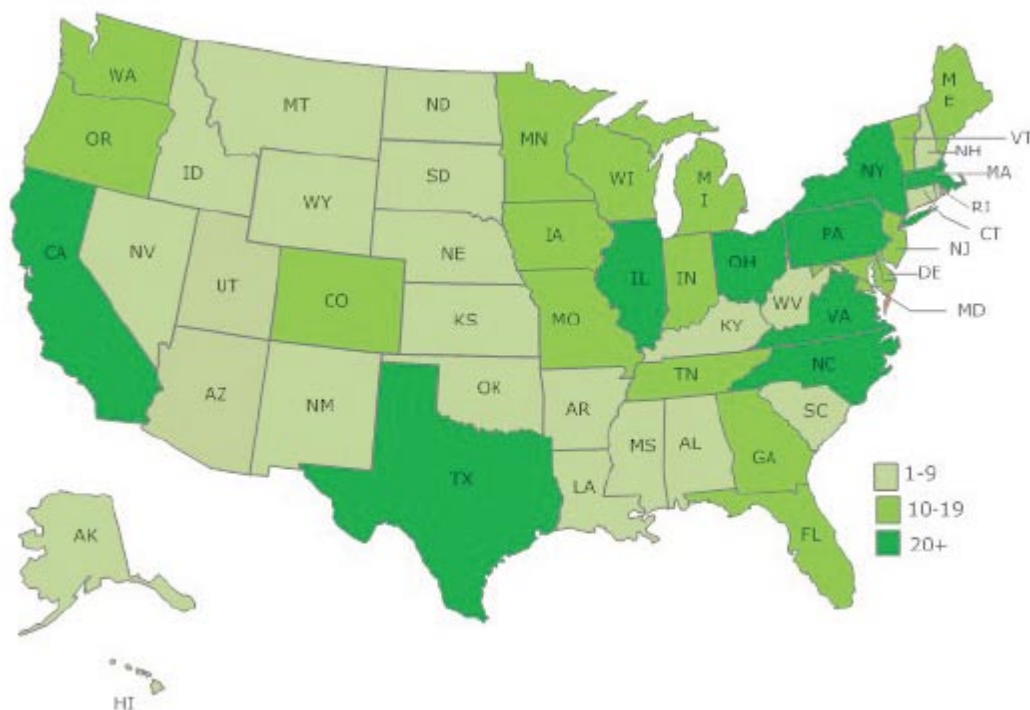 WA
MT
ND
M
E
OR
MN
VT
ID
SD
WI
M
I
NY
NH
MA
WY
RI
CA
NV
NE
IA
PA
CT
UT
CO
IL
IN
OH
NJ
KS
MO
WV
VA
DE
KY
MD
AZ
NM
OK
AR
TN
NC
SC
MS
AL
GA
TX
LA
1-9
10-19
20+
FL
AK
HI